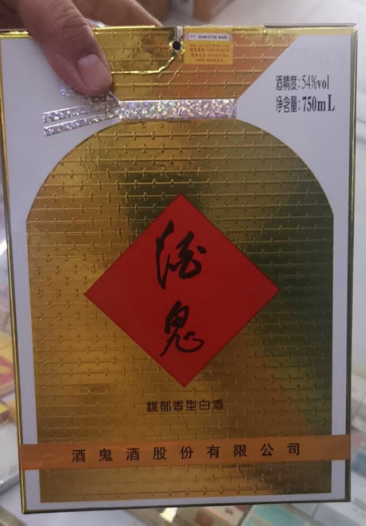 酒精度:54%vol
净含量:750mL
酒
鬼
馥郁香型白酒
酒鬼酒股份有限公司